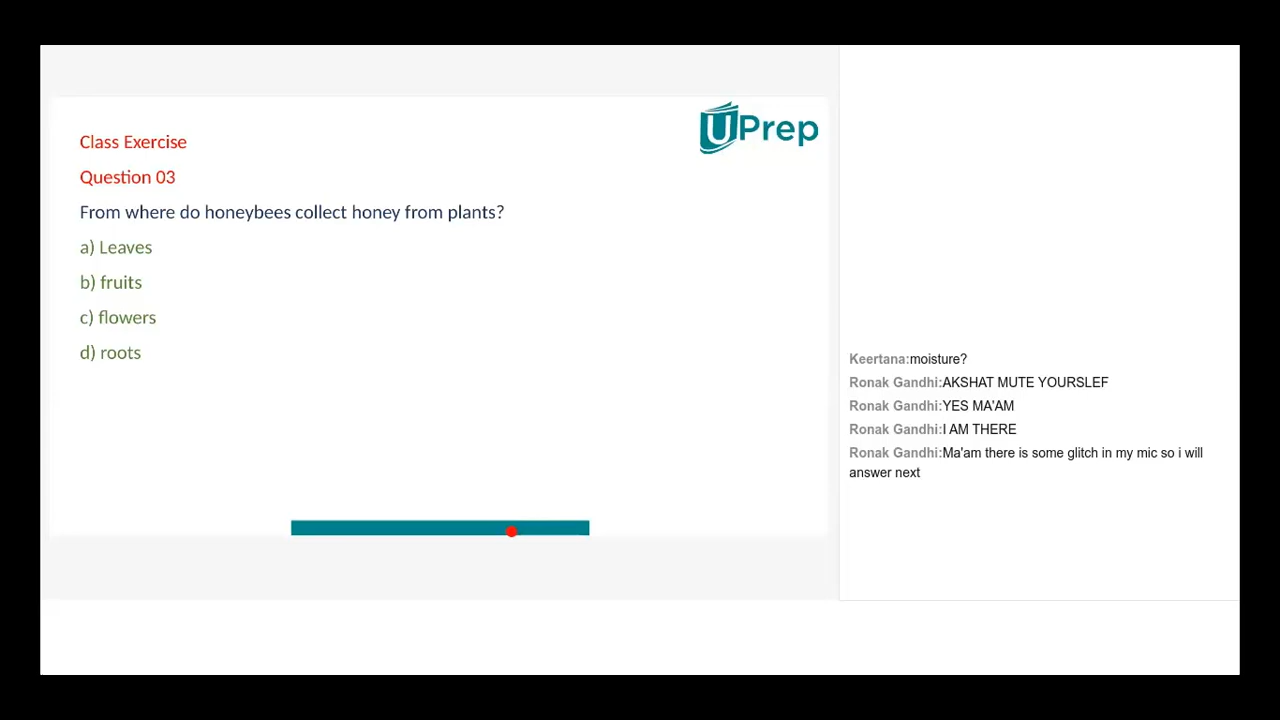 UPrep
Class Exercise
Question 03
From where do honeybees collect honey from plants?
a) Leaves
b) fruits
c) flowers
d) roots
Keertana:moisture?
Ronak Gandhi:AKSHAT MUTE YOURSLEF
Ronak Gandhi:YES MA'AM
Ronak Gandhi:I AM THERE
Ronak Gandhi:Ma'am there is some glitch in my mic so i will
answer next